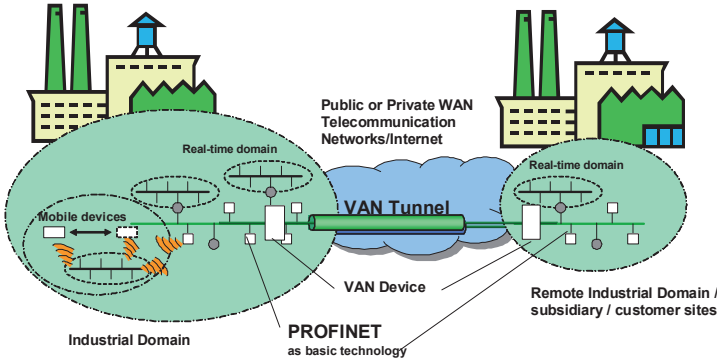 Public or Private WAN
Telecommunication
Networks/Internet
Real-time domain
Real-time domain
Mobile devices
VAN Tunnel
VAN Device
Industrial Domain
PROFINET
as basic technology
Remote Industrial Domain /
subsidiary / customer sites